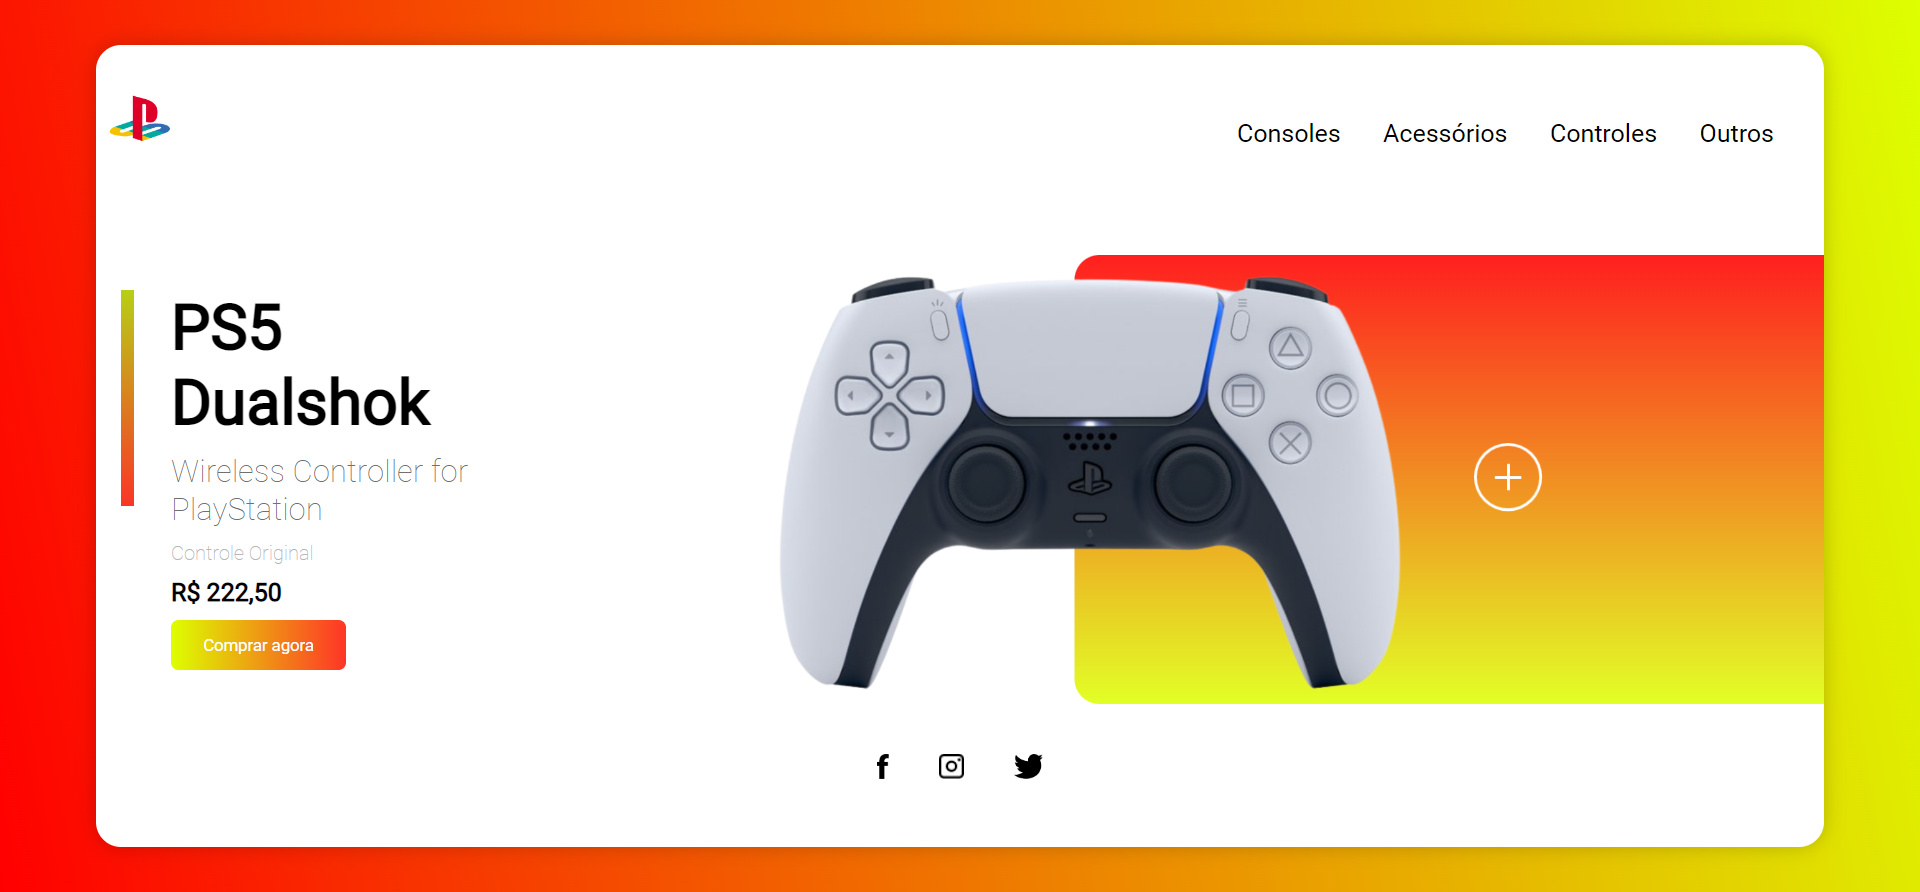 Consoles Acessórios Controles Outros
PS5
Dualshok
Wireless Controller for
PlayStation
Controle Original
R$ 222,50
Comprar agora